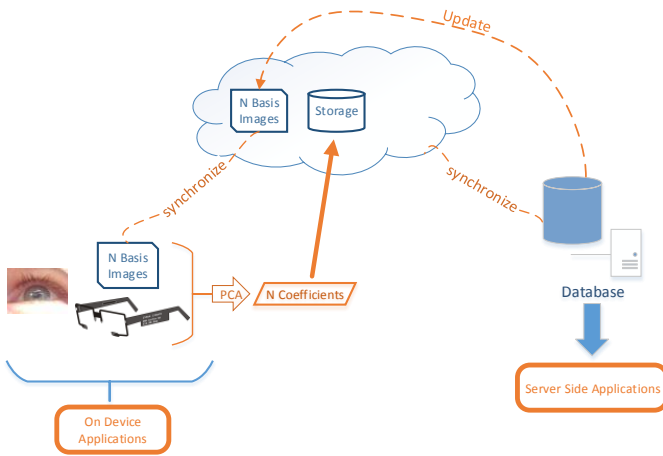 Update
N Basis
Images
Storage
synchronize
synchronize
N Basis
Images
PCA
N Coefficients
Database
Server Side Applications
On Device
Applications